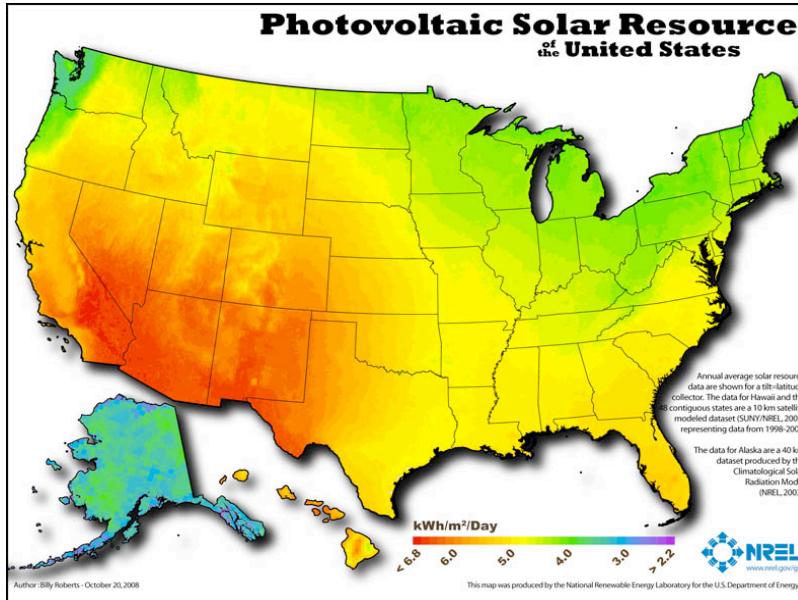 Photovoltaic Solar Resource
of the United States
Annual average solar resourc
data are shown for a tilt=latitud
collector. The data for Hawaii and th
48 contiguous states are a 10 km satelli
modeled dataset (SUNY/NREL, 200
representing data from 1998-200
The data for Alaska are a 40 k
dataset produced by th
Climatological Sola
Radiation Mod
(NREL, 200
kWh/m²/Day
< 6.8 6.0 5.0 4.0 3.0 > 2.2
NREL
www.nrel.gov/g
Author : Billy Roberts - October 20, 2008
This map was produced by the National Renewable Energy Laboratory for the U.S. Department of Energy